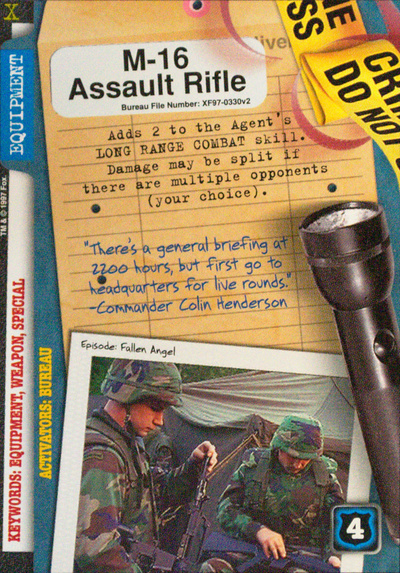 X
EQUIPMENT
TM & © 1997 Fox.
KEYWORDS: EQUIPMENT, WEAPON, SPECIAL
ACTIVATORS: BUREAU
M-16
Assault Rifle
Bureau File Number: XF97-0330v2
Adds 2 to the Agent's
LONG RANGE COMBAT skill.
Damage may be split if
there are multiple opponents
(your choice).
"There's a general briefing at
2200 hours, but first go to
headquarters for live rounds."
-Commander Colin Henderson
Episode: Fallen Angel
4
DO NOT